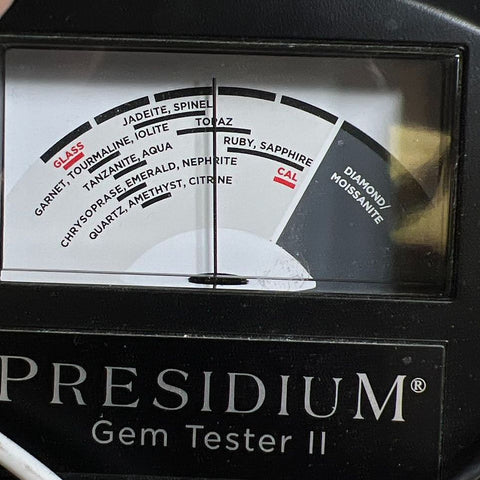 JADEITE, SPINEL
GLASS
TOPAZ
GARNET, TOURMALINE, IOLITE
RUBY, SAPPHIRE
TANZANITE, AQUA
CAL
DIAMOND/
MOISSANITE
CHRYSOPRASE, EMERALD, NEPHRITE
QUARTZ, AMETHYST, CITRINE
PRESIDIUM®
Gem Tester II